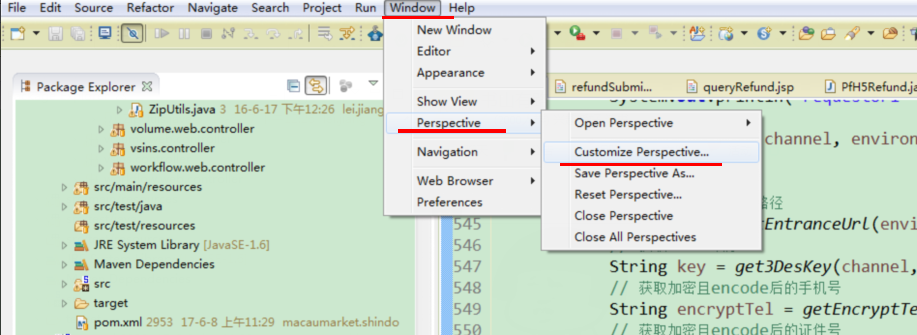 File Edit Source Refactor Navigate Search Project Run Window Help
New Window
Editor
Appearance
Show View
Perspective
Navigation
Web Browser
Preferences
Open Perspective
Customize Perspective...
Save Perspective As...
Reset Perspective...
Close Perspective
Close All Perspectives
Package Explorer
ZipUtils.java 3 16-6-17 下午12:26 lei.jiang
volume.web.controller
vsins.controller
workflow.web.controller
src/main/resources
src/test/java
src/test/resources
JRE System Library [JavaSE-1.6]
Maven Dependencies
src
target
pom.xml 2953 17-6-8 上午11:29 macaumarket.shindo
refundSubmi... queryRefund.jsp PfH5Refund.ja
channel, environ
路径
EntranceUrl(envi
545
546
547 String key = get3DesKey(channel,
548 // 获取加密且encode后的手机号
549 String encryptTel = getEncryptTe
550 // 获取加密且encode后的证件号